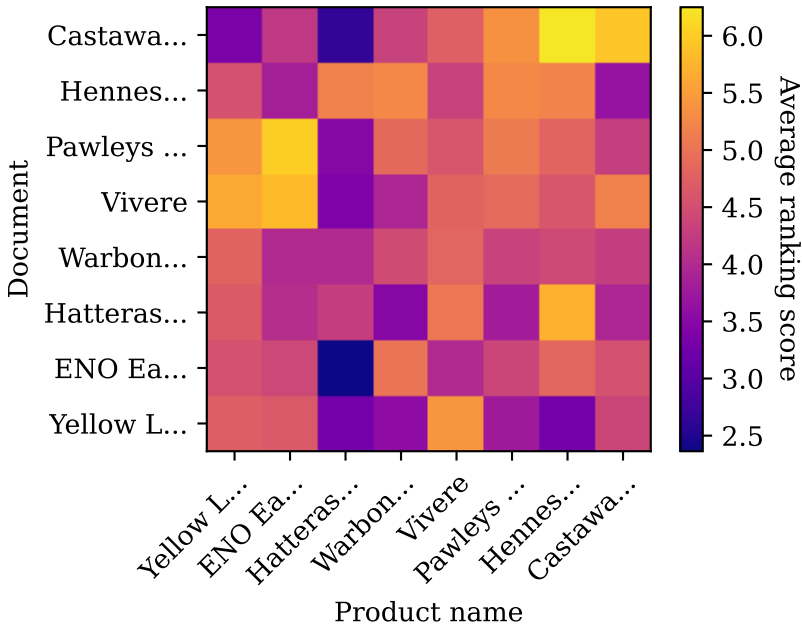 Document
Castawa...
Hennes...
Pawleys ...
Vivere
Warbon...
Hatteras...
ENO Ea...
Yellow L...
Yellow L...
ENO Ea...
Hatteras...
Warbon...
Vivere
Pawleys ...
Hennes...
Castawa...
Product name
6.0
5.5
5.0
4.5
4.0
3.5
3.0
2.5
Average ranking score